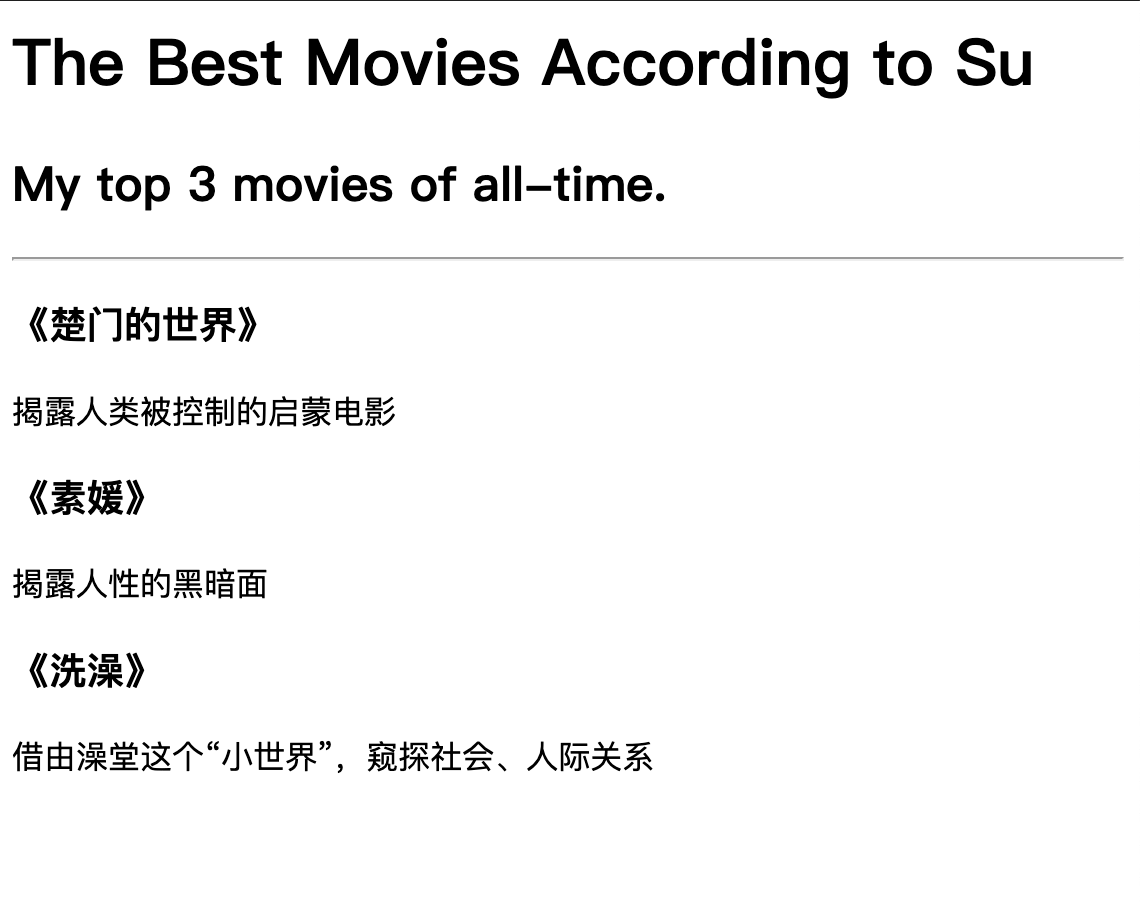 The Best Movies According to Su
My top 3 movies of all-time.
《楚门的世界》
揭露人类被控制的启蒙电影
《素媛》
揭露人性的黑暗面
《洗澡》
借由澡堂这个“小世界”，窥探社会、人际关系